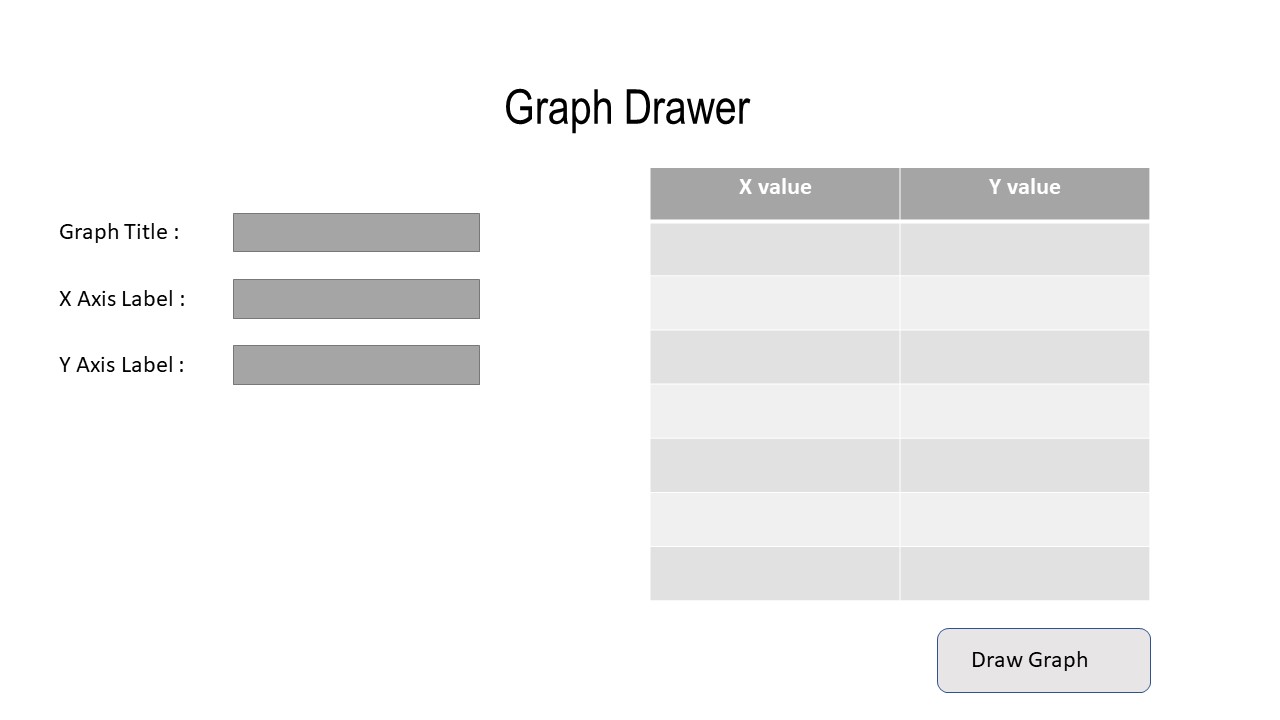 Graph Drawer
Graph Title :
X Axis Label :
Y Axis Label :
X value Y value
Draw Graph